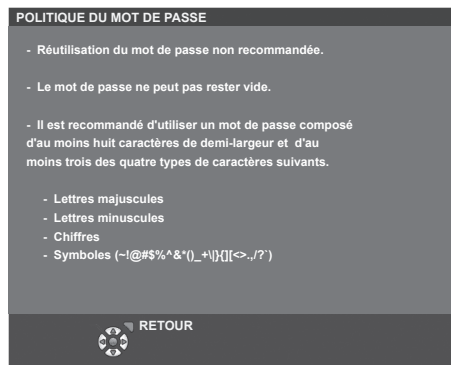 POLITIQUE DU MOT DE PASSE
- Réutilisation du mot de passe non recommandée.
- Le mot de passe ne peut pas rester vide.
- Il est recommandé d'utiliser un mot de passe composé
d'au moins huit caractères de demi-largeur et d'au
moins trois des quatre types de caractères suivants.
- Lettres majuscules
- Lettres minuscules
- Chiffres
- Symboles (~!@#$%^&*()_+\|}{][<>.,/?`)
RETOUR